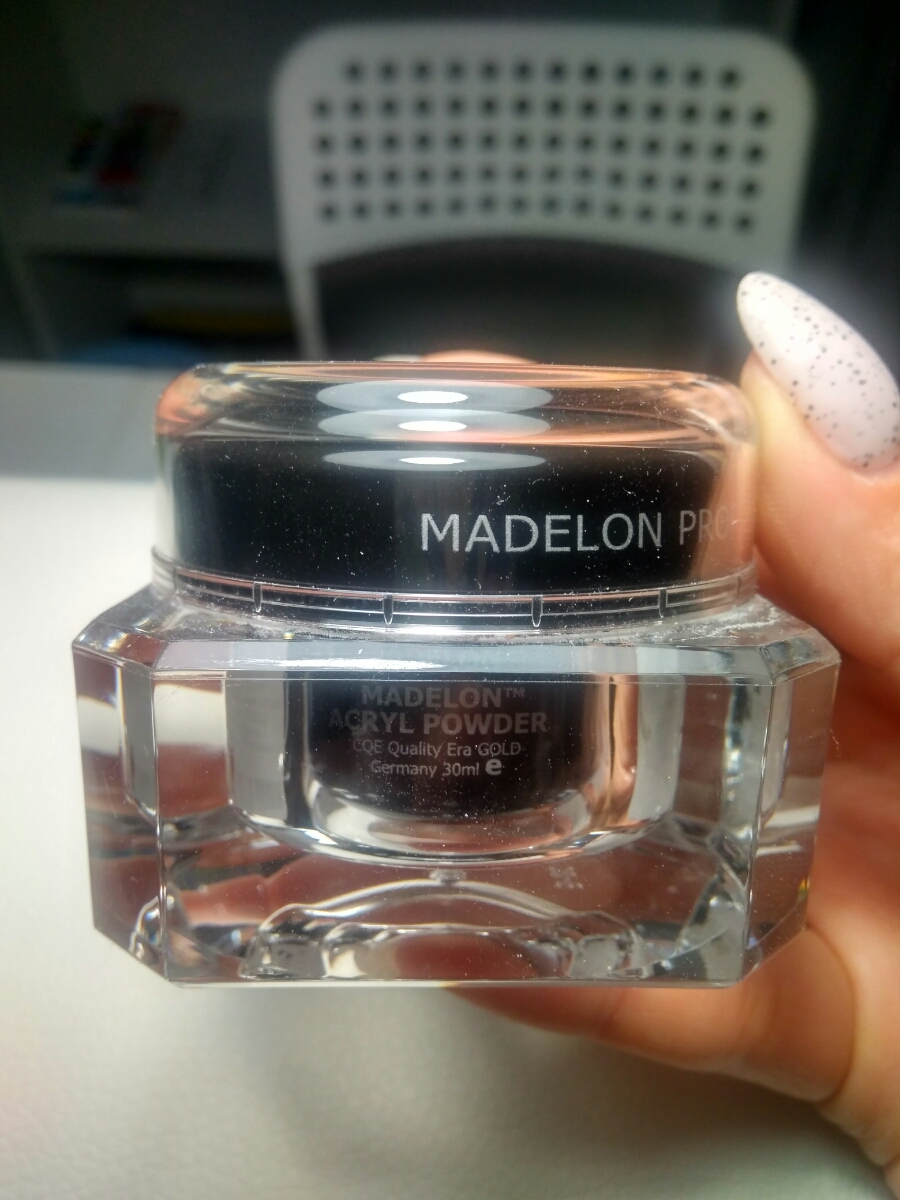 MADELON PRO
MADELON™
ACRYL POWDER
CQE Quality Era GOLD
Germany 30ml e